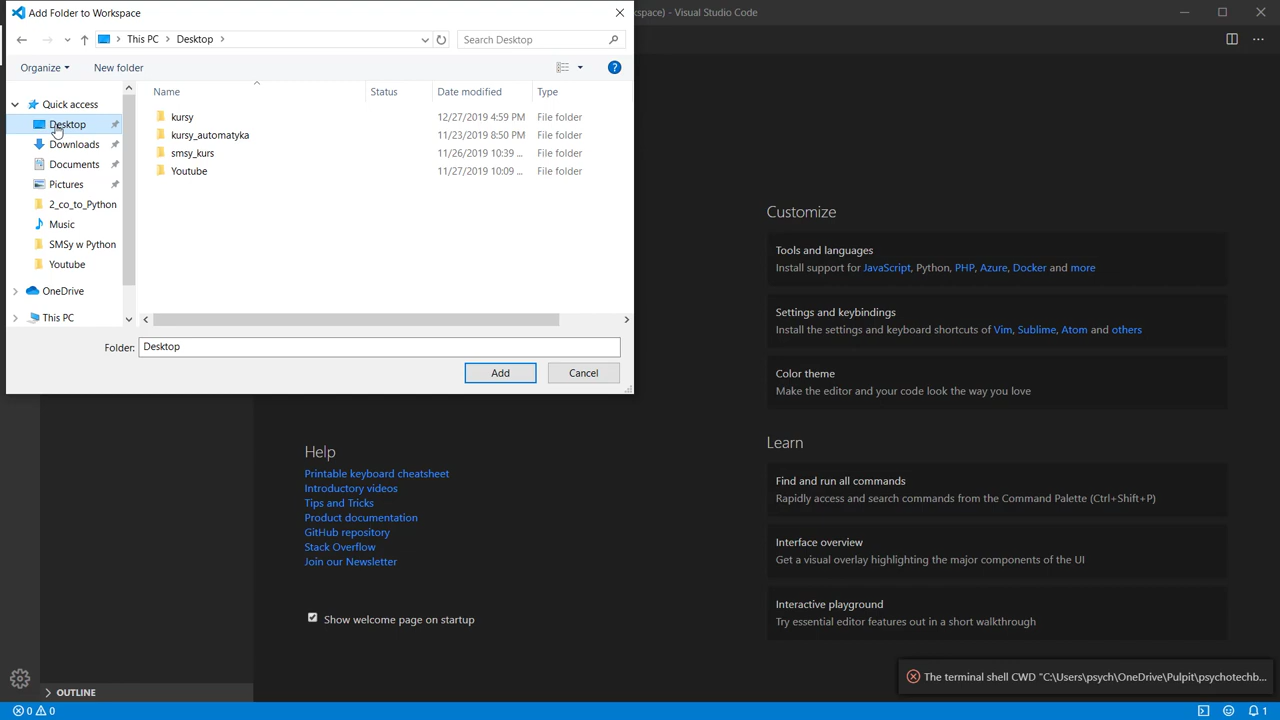 Add Folder to Workspace
space) - Visual Studio Code
This PC
Desktop
Search Desktop
Organize
New folder
Name
Status
Date modified
Type
Quick access
Desktop
Downloads
Documents
Pictures
2_co_to_Python
Music
SMSy w Python
Youtube
OneDrive
This PC
kursy 12/27/2019 4:59 PM File folder
kursy_automatyka 11/23/2019 8:50 PM File folder
smsy_kurs 11/26/2019 10:39 ... File folder
Youtube 11/27/2019 10:09 ... File folder
Folder: Desktop
Add
Cancel
Customize
Tools and languages
Install support for JavaScript, Python, PHP, Azure, Docker and more
Settings and keybindings
Install the settings and keyboard shortcuts of Vim, Sublime, Atom and others
Color theme
Make the editor and your code look the way you love
Help
Printable keyboard cheatsheet
Introductory videos
Tips and Tricks
Product documentation
GitHub repository
Stack Overflow
Join our Newsletter
Show welcome page on startup
Learn
Find and run all commands
Rapidly access and search commands from the Command Palette (Ctrl+Shift+P)
Interface overview
Get a visual overlay highlighting the major components of the UI
Interactive playground
Try essential editor features out in a short walkthrough
The terminal shell CWD "C:\Users\psych\OneDrive\Pulpit\psychotechb...
OUTLINE
0 0
1